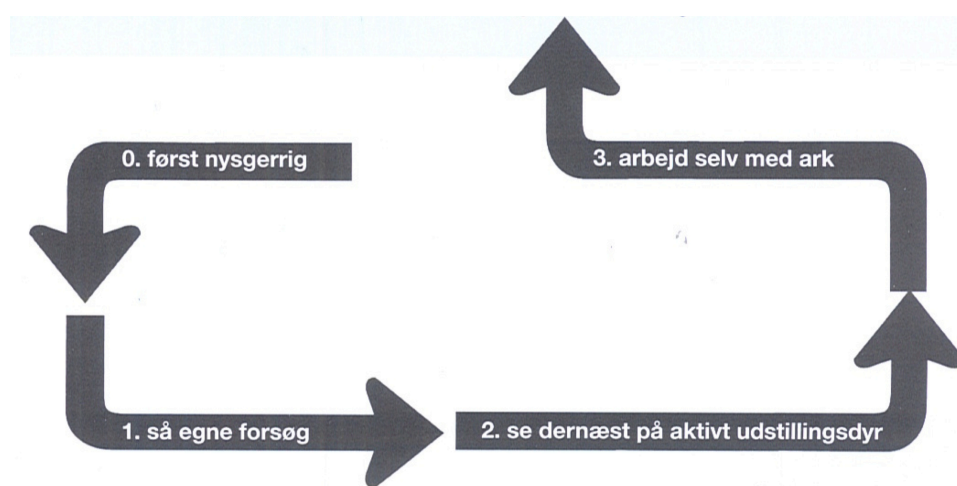 0. først nysgerrig
3. arbejd selv med ark
1. så egne forsøg
2. se dernæst på aktivt udstillingsdyr